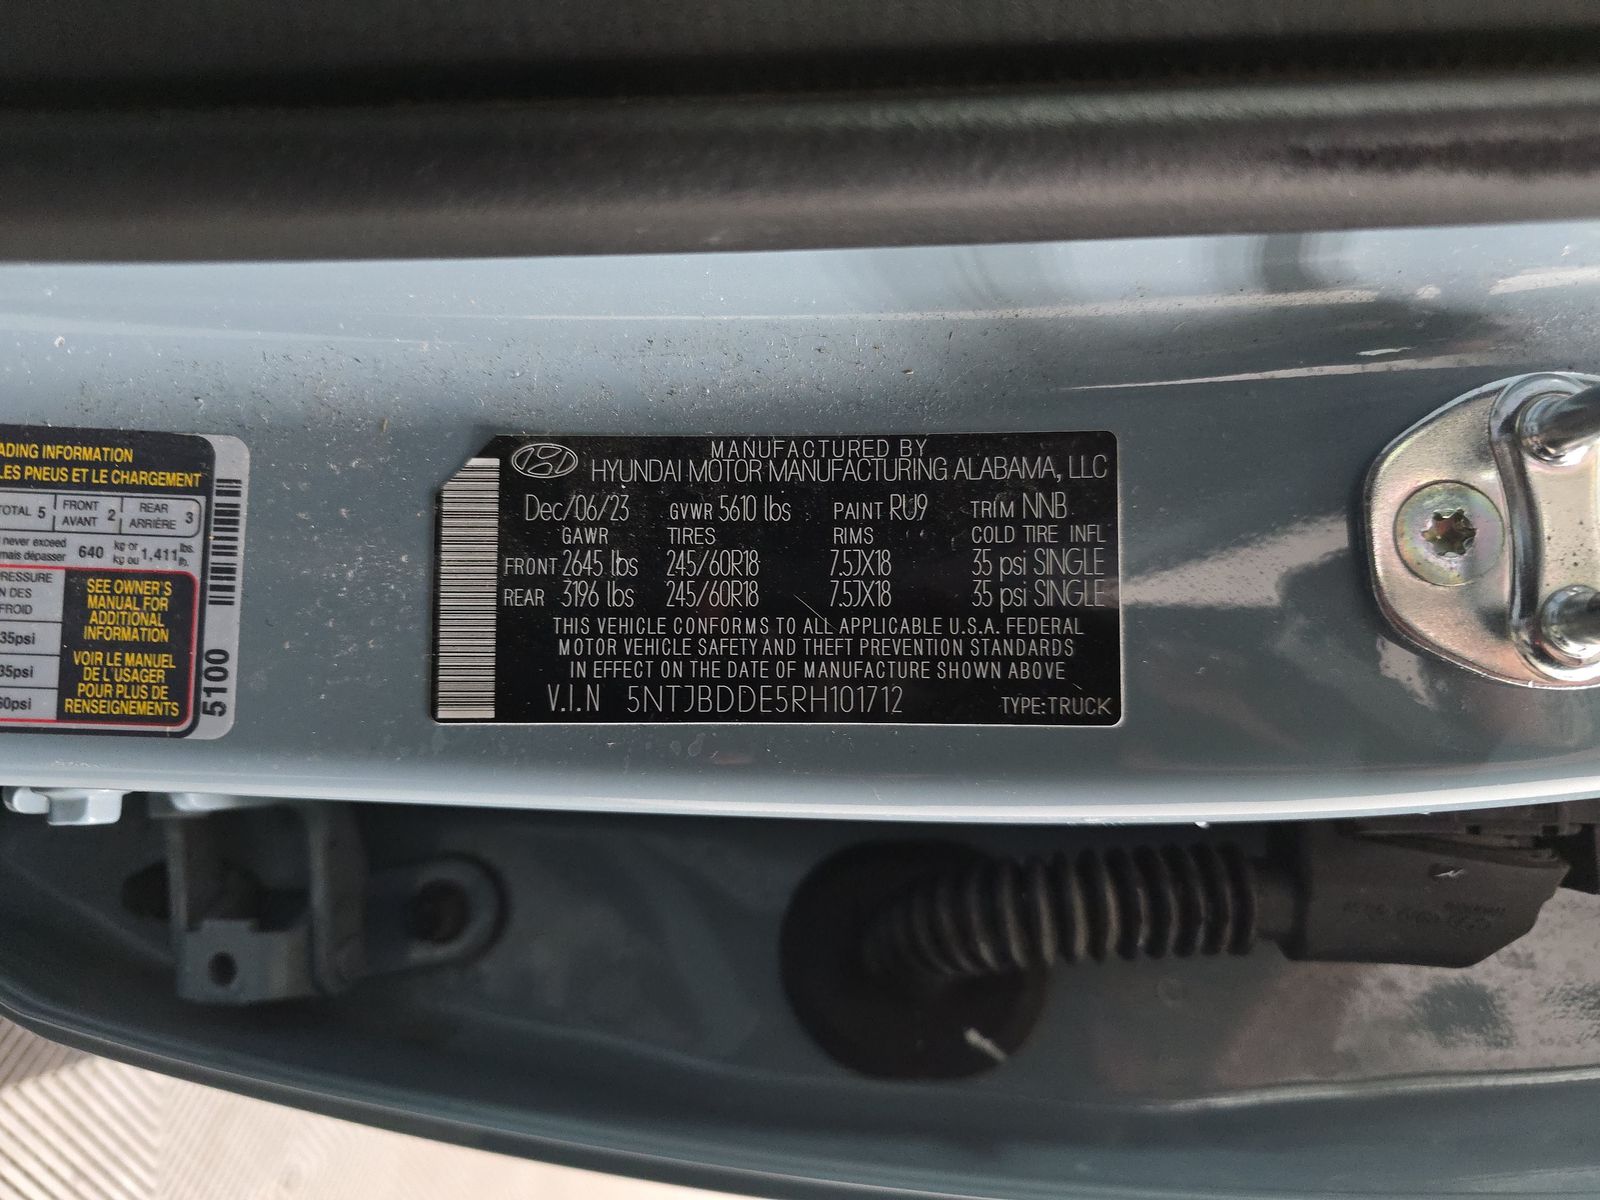 ADING INFORMATION
LES PNEUS ET LE CHARGEMENT
TOTAL 5 FRONT AVANT 2 REAR ARRIÈRE 3
never exceed
mais dépasser 640 kg or kg ou 1,411 lbs. lb.
RESSURE
N DES
FROID
35psi
35psi
60psi
SEE OWNER'S
MANUAL FOR
ADDITIONAL
INFORMATION
VOIR LE MANUEL
DE L'USAGER
POUR PLUS DE
RENSEIGNEMENTS
5100
MANUFACTURED BY
HYUNDAI MOTOR MANUFACTURING ALABAMA, LLC
Dec/06/23 GVWR 5610 lbs PAINT RU9 TRIM NNB
GAWR TIRES RIMS COLD TIRE INFL
FRONT 2645 lbs 245/60R18 7.5JX18 35 psi SINGLE
REAR 3196 lbs 245/60R18 7.5JX18 35 psi SINGLE
THIS VEHICLE CONFORMS TO ALL APPLICABLE U.S.A. FEDERAL
MOTOR VEHICLE SAFETY AND THEFT PREVENTION STANDARDS
IN EFFECT ON THE DATE OF MANUFACTURE SHOWN ABOVE
V.I.N 5NTJBDDE5RH101712 TYPE:TRUCK